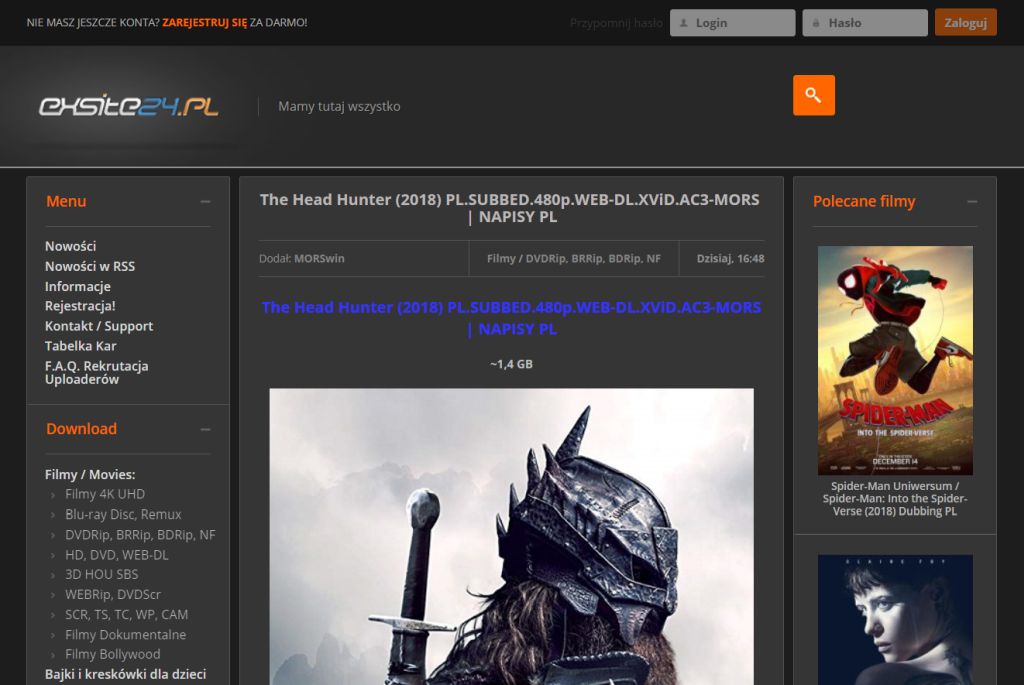 NIE MASZ JESZCZE KONTA? ZAREJESTRUJ SIĘ ZA DARMO!
Przypomnij hasło
Login
Hasło
Zaloguj
exsite24.pl
Mamy tutaj wszystko
Menu
Nowości
Nowości w RSS
Informacje
Rejestracja!
Kontakt / Support
Tabelka Kar
F.A.Q. Rekrutacja
Uploaderów
Download
Filmy / Movies:
Filmy 4K UHD
Blu-ray Disc, Remux
DVDRip, BRRip, BDRip, NF
HD, DVD, WEB-DL
3D HOU SBS
WEBRip, DVDScr
SCR, TS, TC, WP, CAM
Filmy Dokumentalne
Filmy Bollywood
Bajki i kreskówki dla dzieci
The Head Hunter (2018) PL.SUBBED.480p.WEB-DL.XViD.AC3-MORS
| NAPISY PL
Dodał: MORSwin
Filmy / DVDRip, BRRip, BDRip, NF
Dzisiaj, 16:48
The Head Hunter (2018) PL.SUBBED.480p.WEB-DL.XViD.AC3-MORS
| NAPISY PL
~1,4 GB
Polecane filmy
SPIDER-MAN
INTO THE SPIDER-VERSE
DECEMBER 14
Spider-Man Uniwersum /
Spider-Man: Into the Spider-
Verse (2018) Dubbing PL
CLAIRE FOY